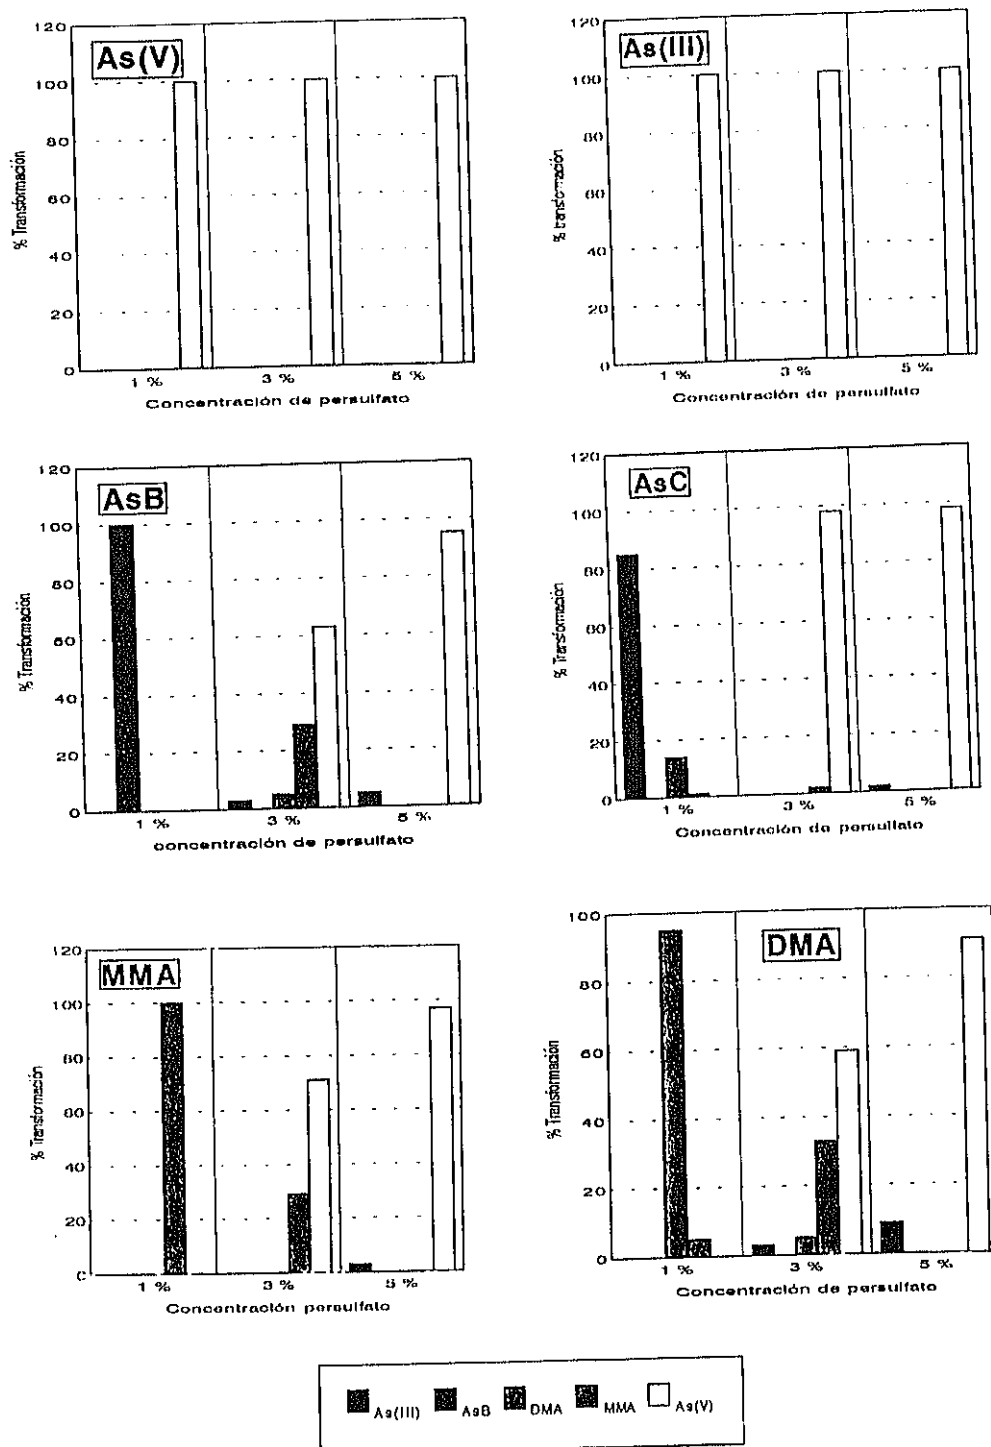 As(V)
% Transformación
120
100
80
60
40
20
0
1 % 3 % 5 %
Concentración de persulfato
As(III)
% transformación
120
100
80
60
40
20
0
1 % 3 % 5 %
Concentración de persulfato
AsB
% Transformación
120
100
80
60
40
20
0
1 % 3 % 5 %
concentración de persulfato
AsC
% Transformación
120
100
80
60
40
20
0
1 % 3 % 5 %
Concentración de persulfato
MMA
% Transformación
120
100
80
60
40
20
0
1 % 3 % 5 %
Concentración persulfato
DMA
% Transformación
100
80
60
40
20
0
1 % 3 % 5 %
Concentración de persulfato
As(III) AsB DMA MMA As(V)